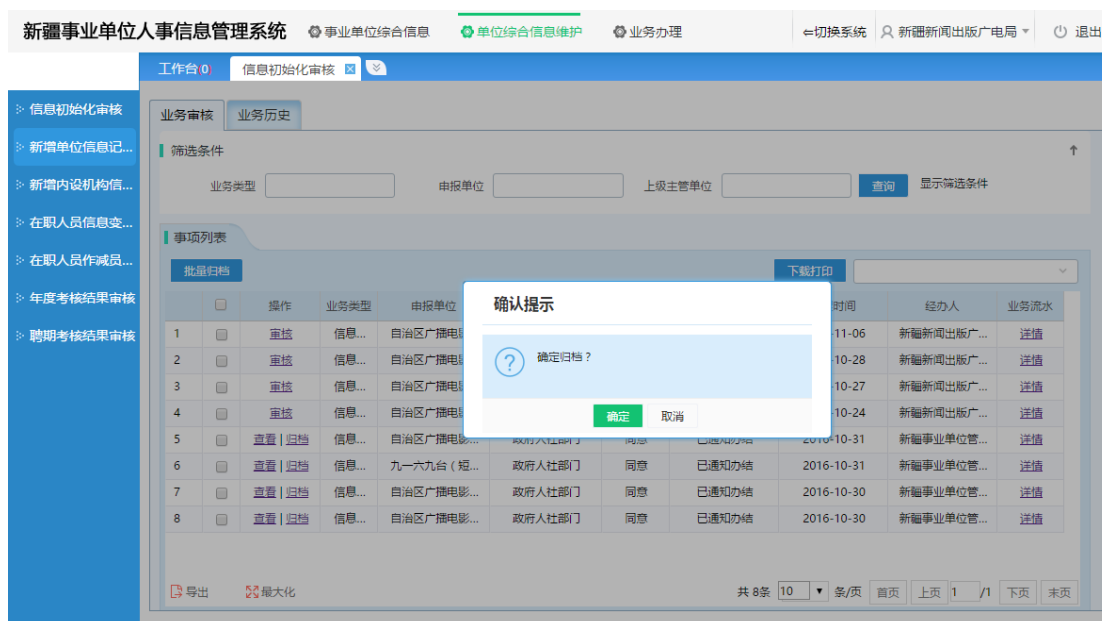 新疆事业单位人事信息管理系统 事业单位综合信息 单位综合信息维护 业务办理 ⇐切换系统 新疆新闻出版广电局 退出
工作台(0) 信息初始化审核
信息初始化审核
新增单位信息记...
新增内设机构信...
在职人员信息变...
在职人员作减员...
年度考核结果审核
聘期考核结果审核
业务审核 业务历史
筛选条件
业务类型 申报单位 上级主管单位 查询 显示筛选条件
事项列表
批量归档 下载打印
操作 业务类型 申报单位 时间 经办人 业务流水
1 审核 信息... 自治区广播电 -11-06 新疆新闻出版广... 详情
2 审核 信息... 自治区广播电 -10-28 新疆新闻出版广... 详情
3 审核 信息... 自治区广播电 -10-27 新疆新闻出版广... 详情
4 审核 信息... 自治区广播电 -10-24 新疆新闻出版广... 详情
5 查看 | 归档 信息... 自治区广播电影... 政府人社部门 同意 已通知办结 2016-10-31 新疆事业单位管... 详情
6 查看 | 归档 信息... 九一六九台（短... 政府人社部门 同意 已通知办结 2016-10-31 新疆事业单位管... 详情
7 查看 | 归档 信息... 自治区广播电影... 政府人社部门 同意 已通知办结 2016-10-30 新疆事业单位管... 详情
8 查看 | 归档 信息... 自治区广播电影... 政府人社部门 同意 已通知办结 2016-10-30 新疆事业单位管... 详情
确认提示
确定归档？
确定 取消
导出 最大化 共 8条 10 条/页 首页 上页 1 /1 下页 末页